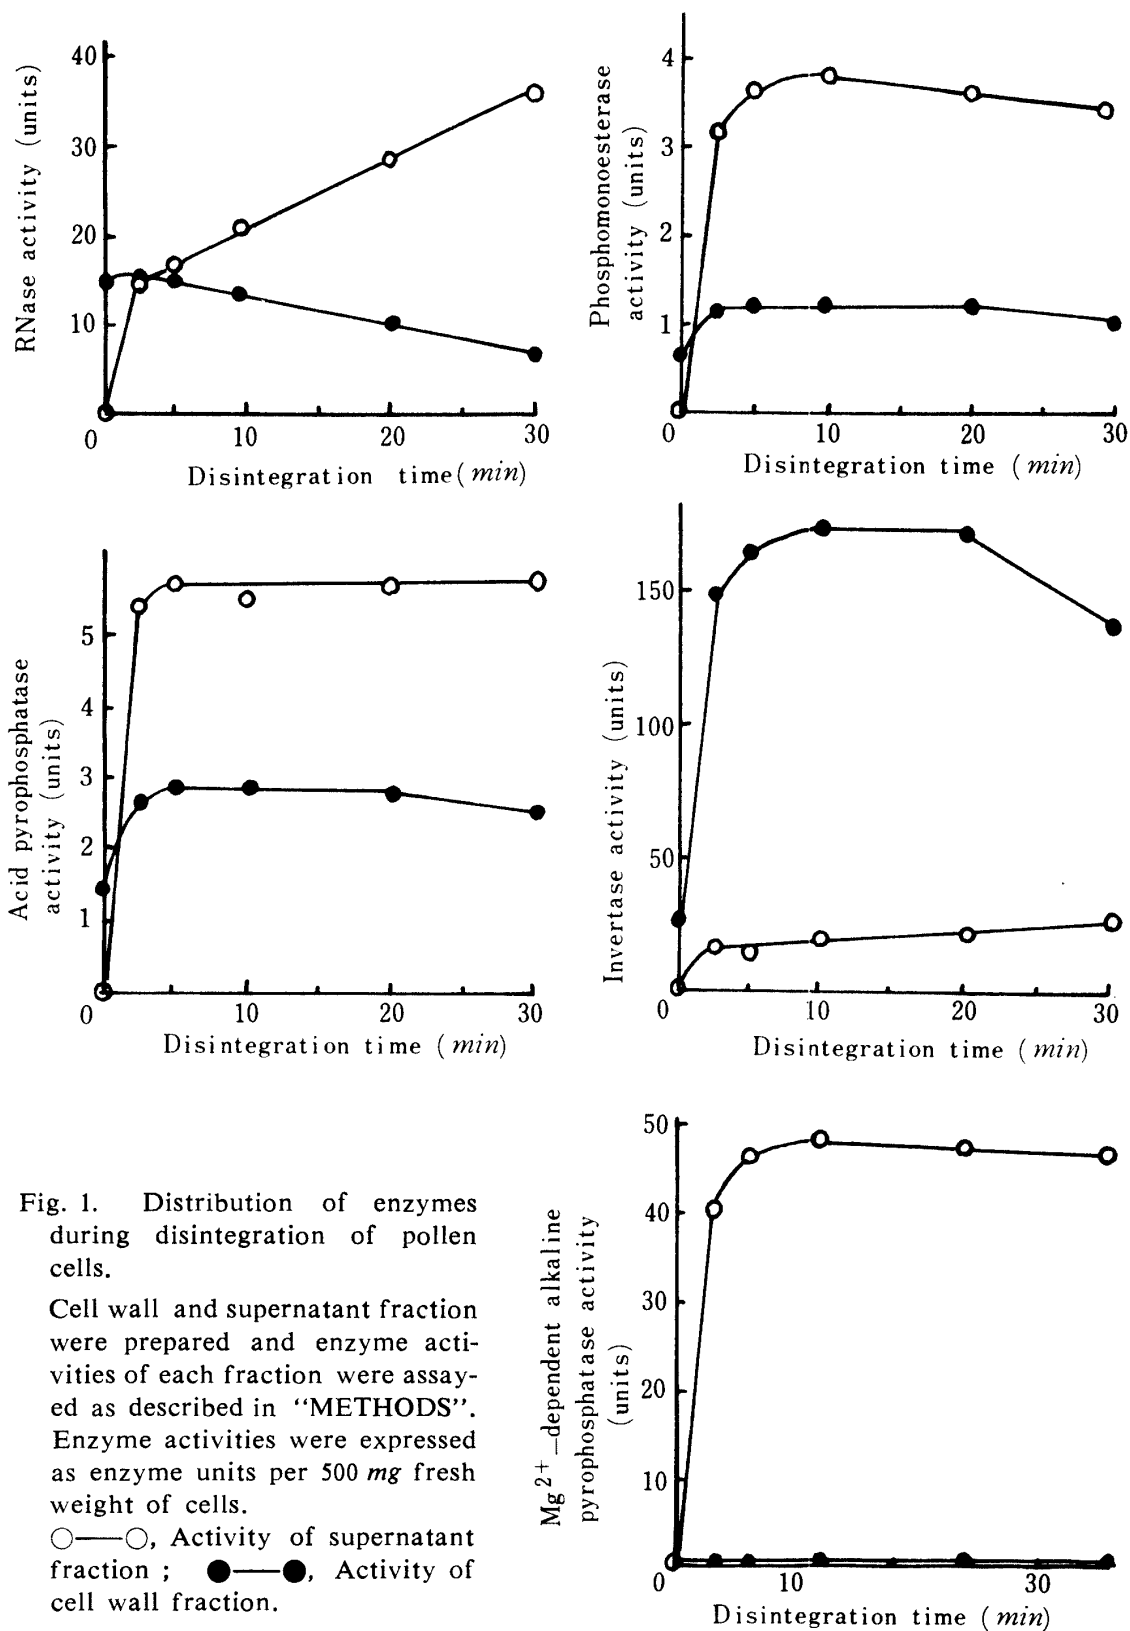 RNase activity (units)
40
30
20
10
0
10
20
30
Disintegration time (min)
Phosphomonoesterase
activity (units)
4
3
2
1
0
10
20
30
Disintegration time (min)
Acid pyrophosphatase
activity (units)
5
4
3
2
1
0
10
20
30
Disintegration time (min)
Invertase activity (units)
150
100
50
0
10
20
30
Disintegration time (min)
Fig. 1. Distribution of enzymes
during disintegration of pollen
cells.
Cell wall and supernatant fraction
were prepared and enzyme acti-
vities of each fraction were assay-
ed as described in “METHODS”.
Enzyme activities were expressed
as enzyme units per 500 mg fresh
weight of cells.
○—○, Activity of supernatant
fraction ; ●—●, Activity of
cell wall fraction.
Mg2+–dependent alkaline
pyrophosphatase activity
(units)
50
40
30
20
10
0
10
30
Disintegration time (min)